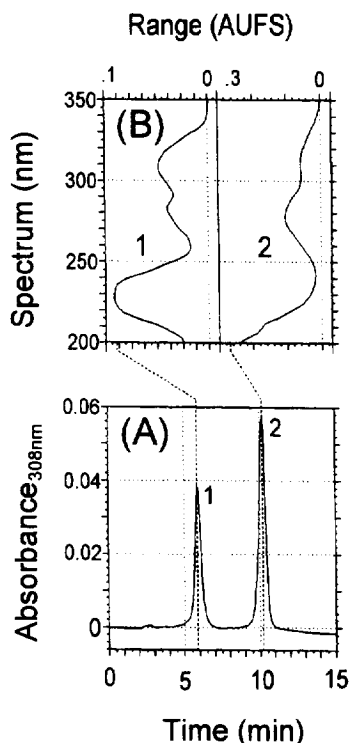 Range (AUFS)
.1 0 .3 0
350
300
250
200
Spectrum (nm)
(B)
1
2
0.06
0.04
0.02
0
Absorbance308nm
(A)
1
2
0 5 10 15
Time (min)